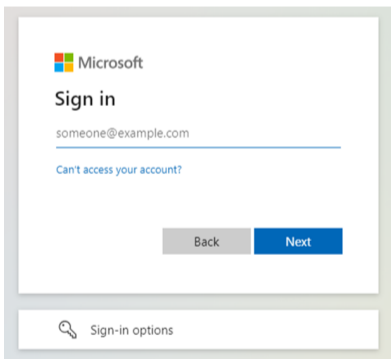 Microsoft
Sign in
someone@example.com
Can't access your account?
Back Next
Sign-in options